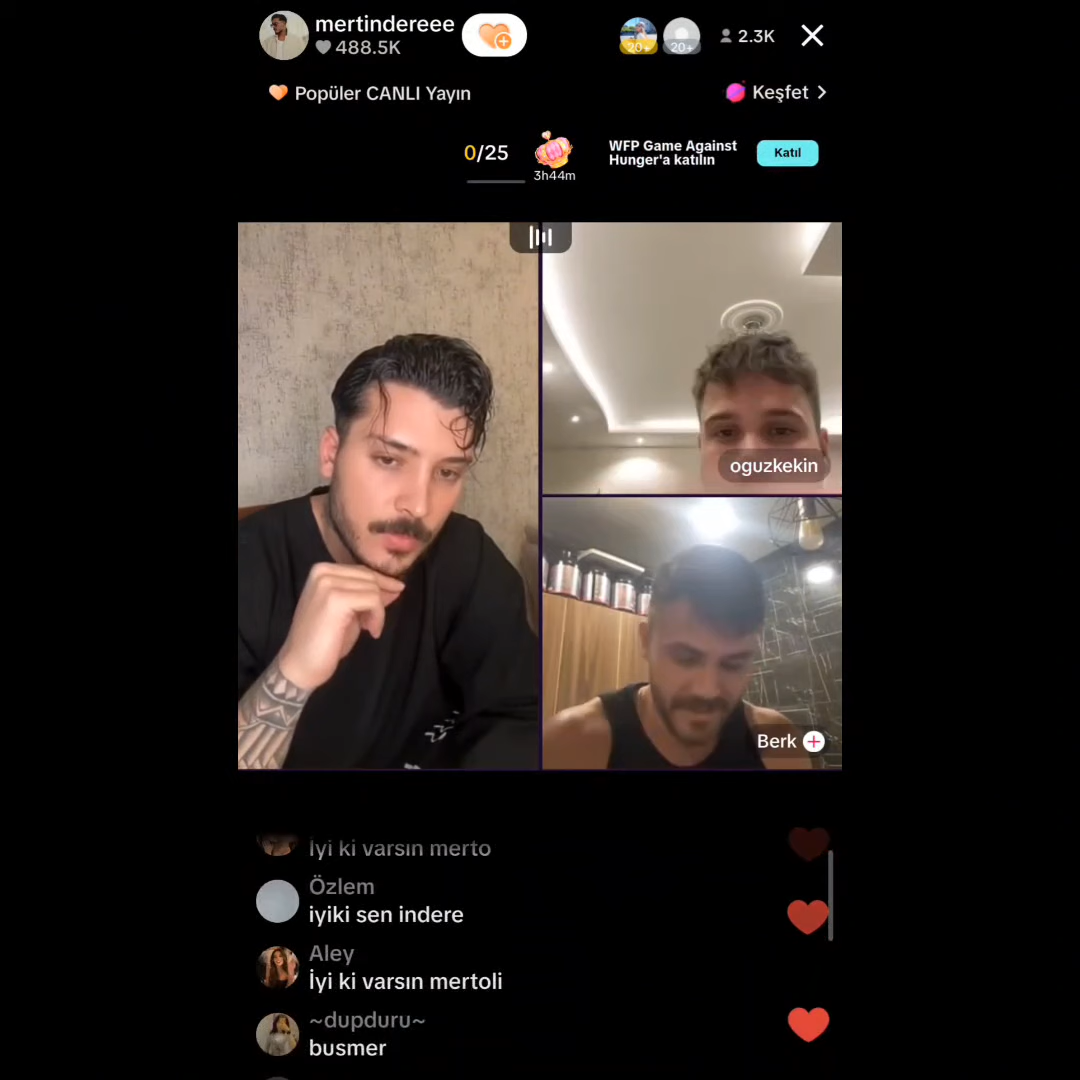 mertindereee
488.5K
20+
20+
2.3K
Popüler CANLI Yayın
Keşfet
0/25
3h44m
WFP Game Against
Hunger'a katılın
Katıl
oguzkekin
Berk
İyi ki varsın merto
Özlem
iyiki sen indere
Aley
İyi ki varsın mertoli
~dupduru~
busmer